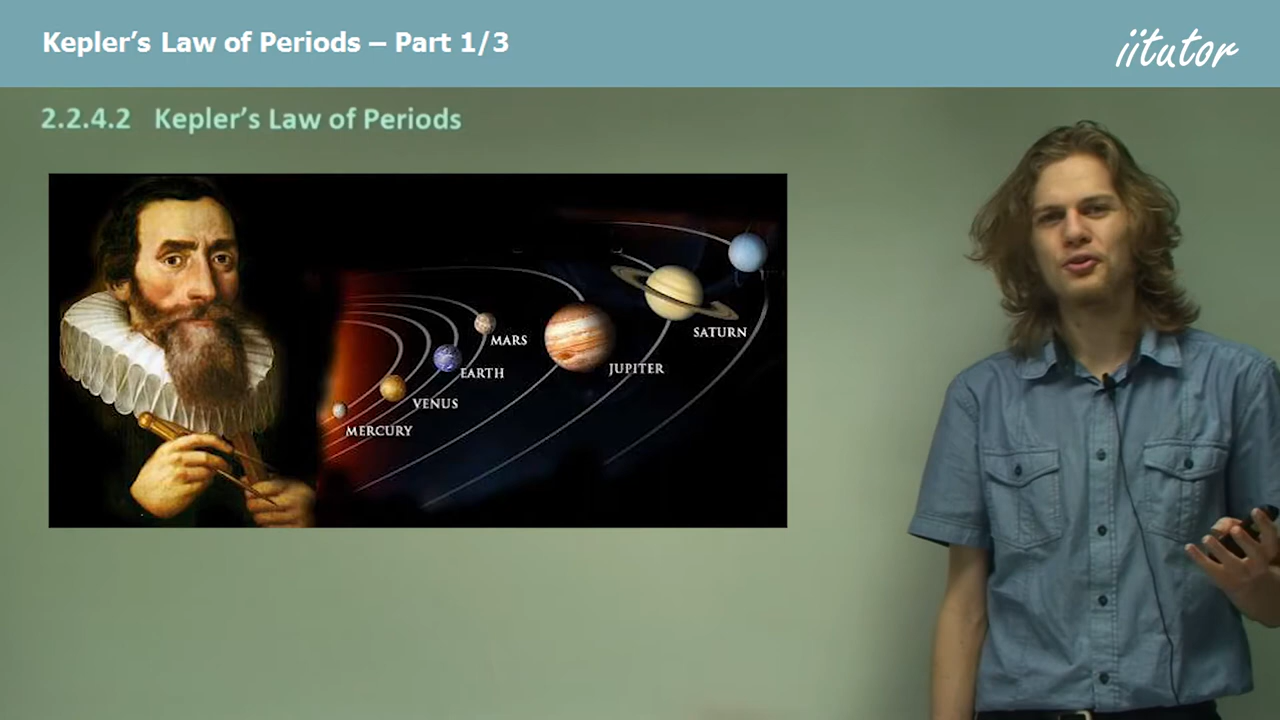 Kepler's Law of Periods – Part 1/3
iitutor
2.2.4.2 Kepler's Law of Periods
MARS
SATURN
JUPITER
EARTH
VENUS
MERCURY